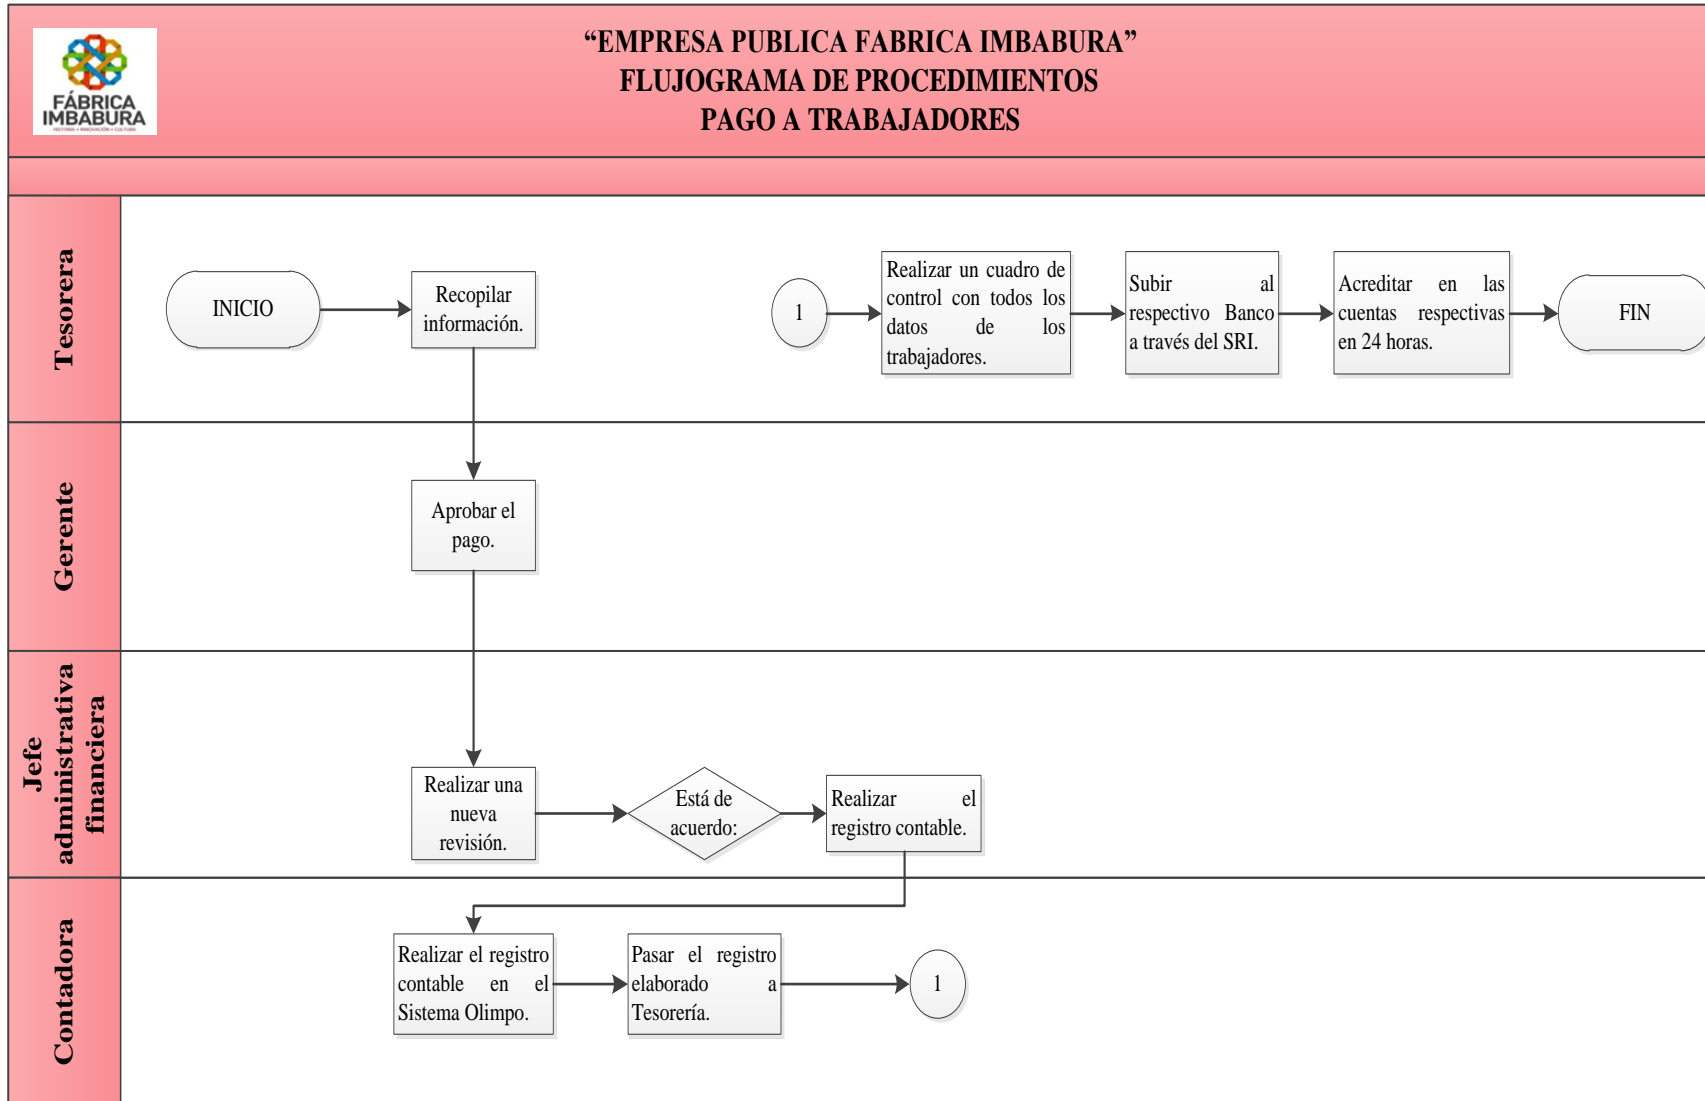 “EMPRESA PUBLICA FABRICA IMBABURA”
FLUJOGRAMA DE PROCEDIMIENTOS
PAGO A TRABAJADORES
FÁBRICA
IMBABURA
HISTORIA • INNOVACIÓN • CULTURA
Tesorera
INICIO
Recopilar
información.
1
Realizar un cuadro de
control con todos los
datos de los
trabajadores.
Subir al
respectivo Banco
a través del SRI.
Acreditar en las
cuentas respectivas
en 24 horas.
FIN
Gerente
Aprobar el
pago.
Jefe
administrativa
financiera
Realizar una
nueva
revisión.
Está de
acuerdo:
Realizar el
registro contable.
Contadora
Realizar el registro
contable en el
Sistema Olimpo.
Pasar el registro
elaborado a
Tesorería.
1